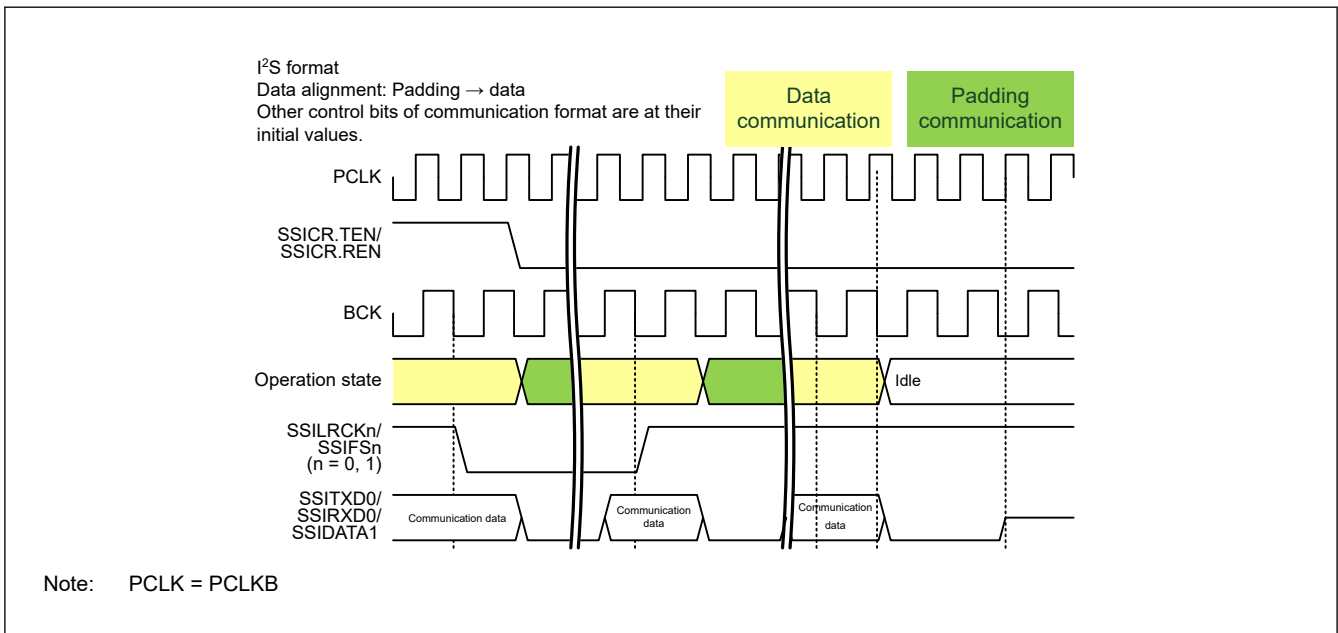 I²S format
Data alignment: Padding → data
Other control bits of communication format are at their
initial values.
Data
communication
Padding
communication
PCLK
SSICR.TEN/
SSICR.REN
BCK
Operation state
Idle
SSILRCKn/
SSIFSn
(n = 0, 1)
SSITXD0/
SSIRXD0/
SSIDATA1
Communication data
Communication
data
Communication
data
Note: PCLK = PCLKB